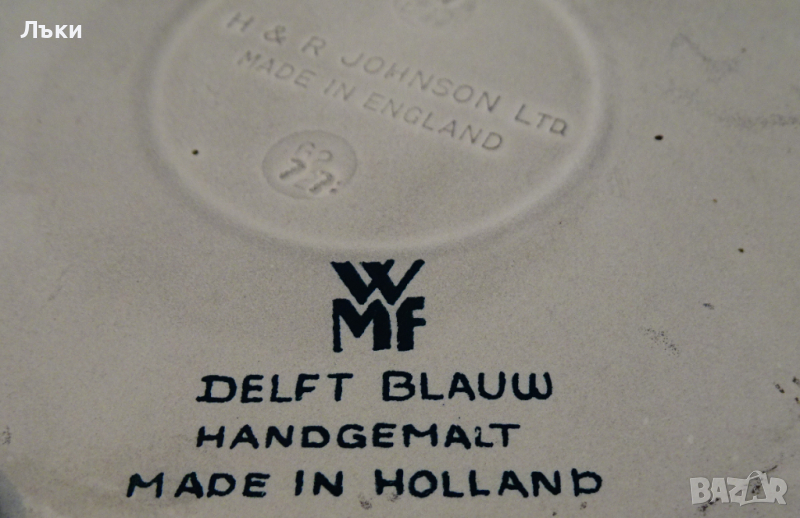 Лъки
H & R JOHNSON LTD
MADE IN ENGLAND
WMF
DELFT BLAUW
HANDGEMALT
MADE IN HOLLAND
BAZAR